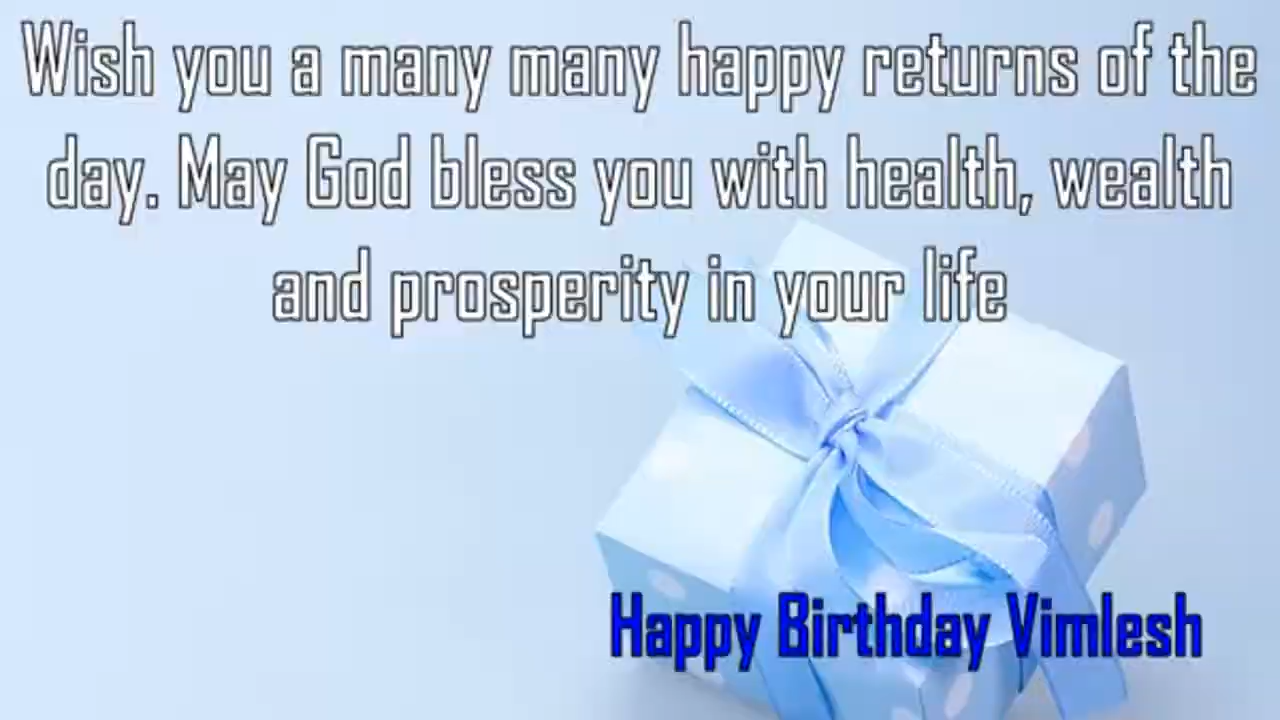 Wish you a many many happy returns of the
day. May God bless you with health, wealth
and prosperity in your life
Happy Birthday Vimlesh